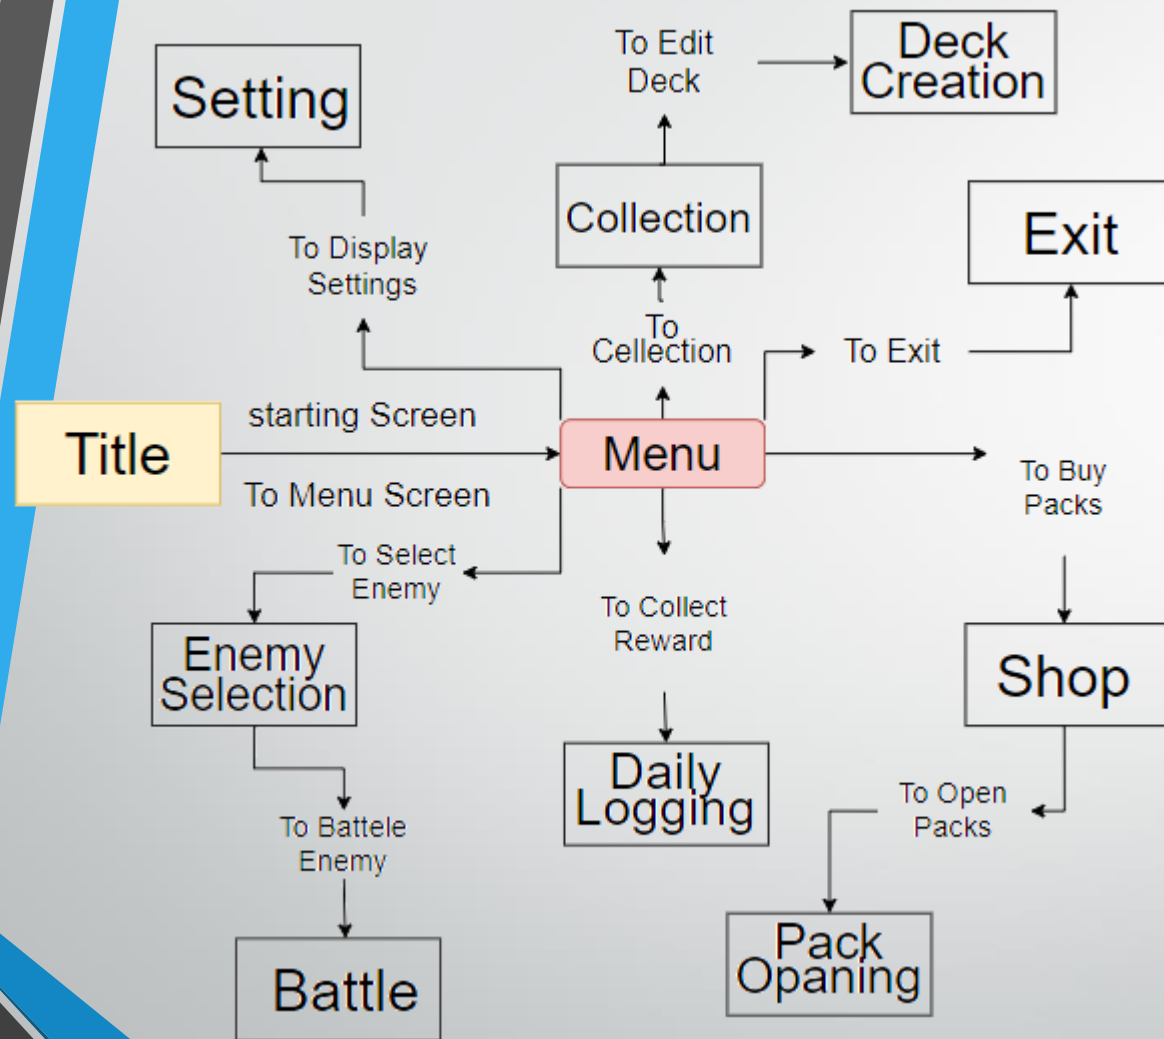 To Edit
Deck
Deck
Creation
Setting
Collection
Exit
To Display
Settings
To
Cellection
To Exit
starting Screen
Title
Menu
To Menu Screen
To Buy
Packs
To Select
Enemy
To Collect
Reward
Enemy
Selection
Shop
Daily
Logging
To Open
Packs
To Battele
Enemy
Pack
Opaning
Battle